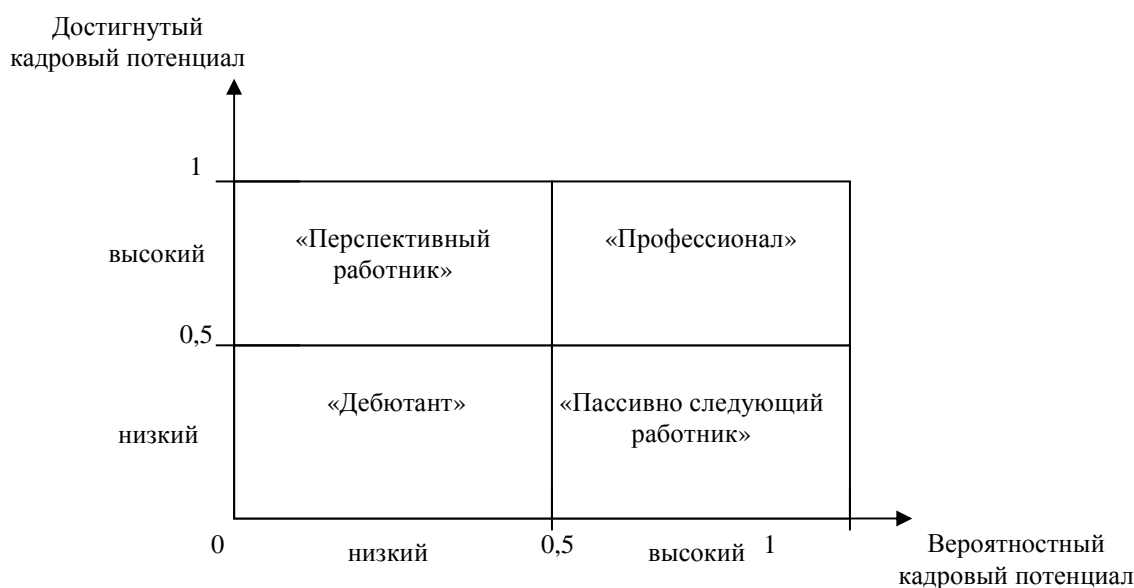 Достигнутый
кадровый потенциал
1
«Перспективный
работник»
«Профессионал»
высокий
0,5
«Дебютант»
«Пассивно следующий
работник»
низкий
0
низкий
0,5
высокий
1
Вероятностный
кадровый потенциал